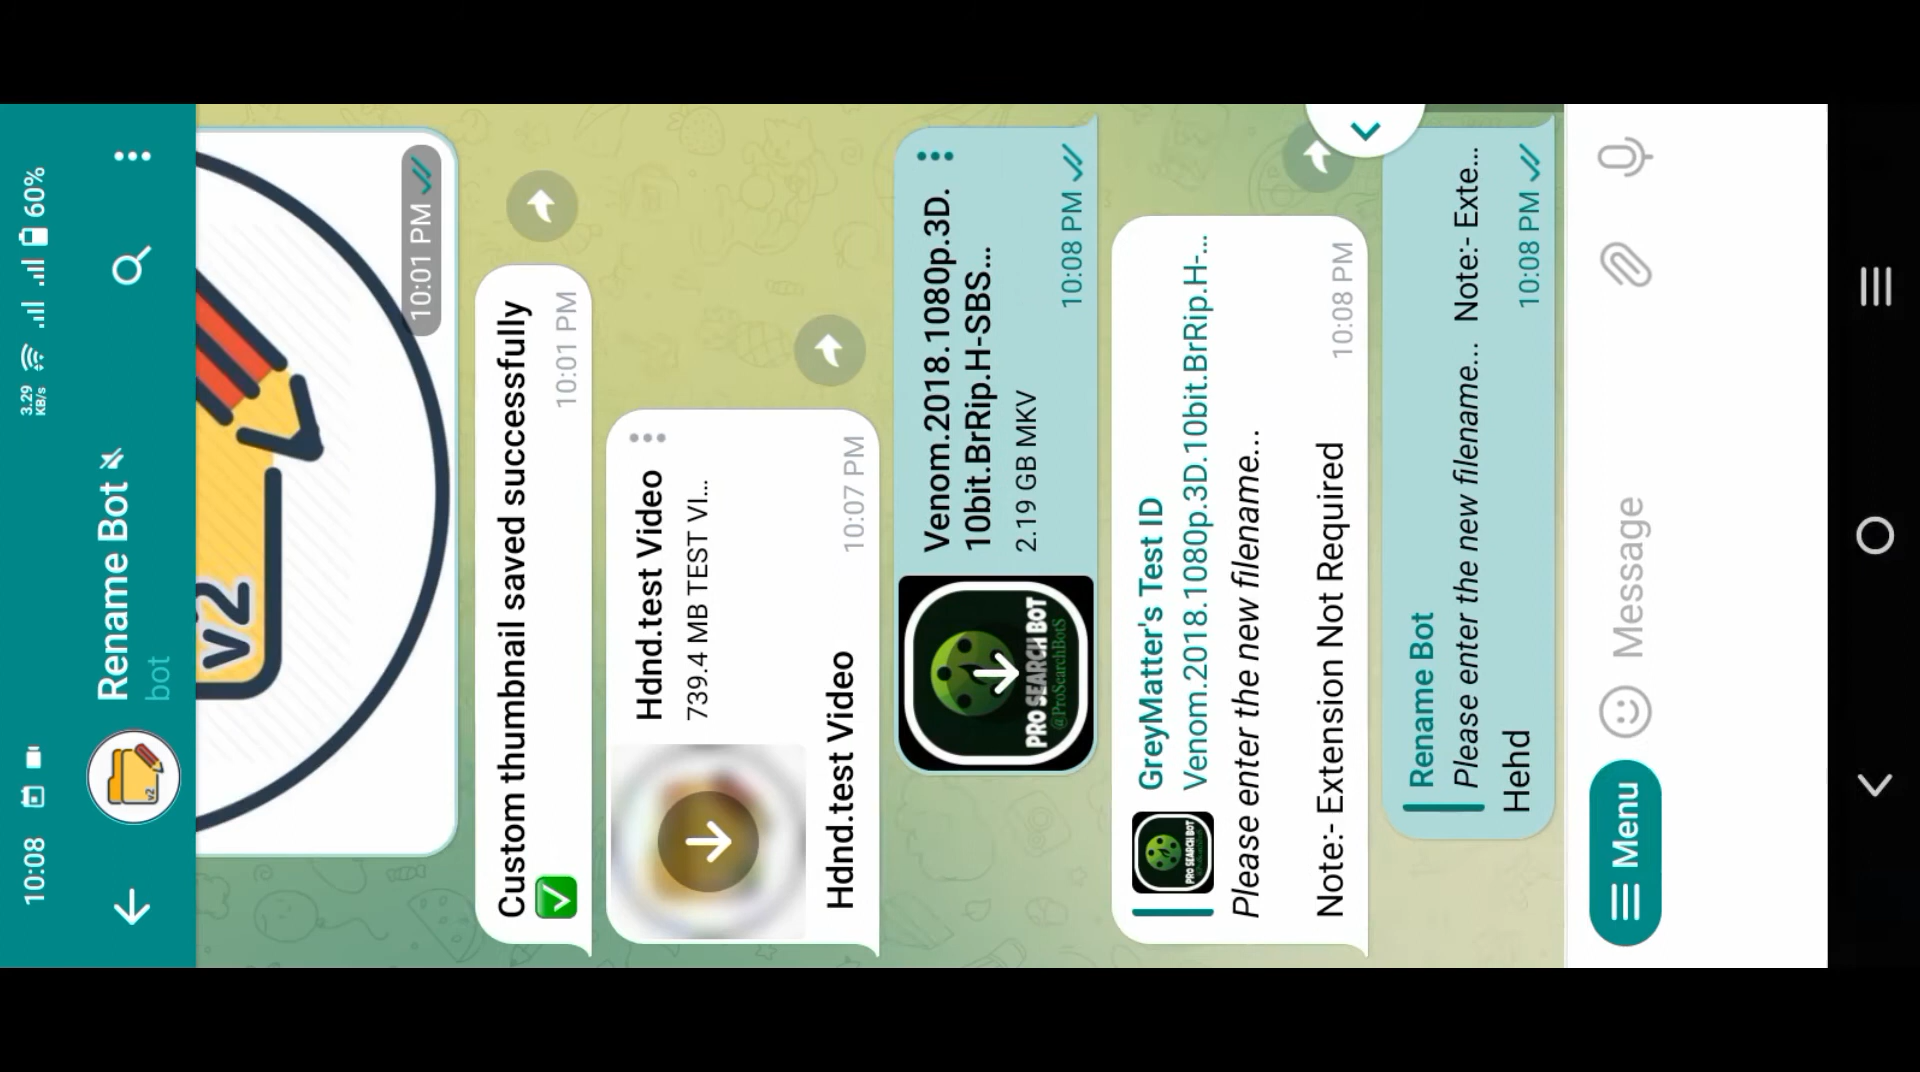 10:08
3.29
KB/s
60%
Rename Bot
bot
v2
v2
10:01 PM
Custom thumbnail saved successfully
10:01 PM
Hdnd.test Video
739.4 MB TEST VI...
Hdnd.test Video
10:07 PM
PRO SEARCH BOT
@ProSearchBotS
Venom.2018.1080p.3D.
10bit.BrRip.H-SBS...
2.19 GB MKV
10:08 PM
PRO SEARCH BOT
GreyMatter's Test ID
Venom.2018.1080p.3D.10bit.BrRip.H-...
Please enter the new filename...
Note:- Extension Not Required
10:08 PM
Rename Bot
Please enter the new filename... Note:- Exte...
Hehd
10:08 PM
Menu
Message